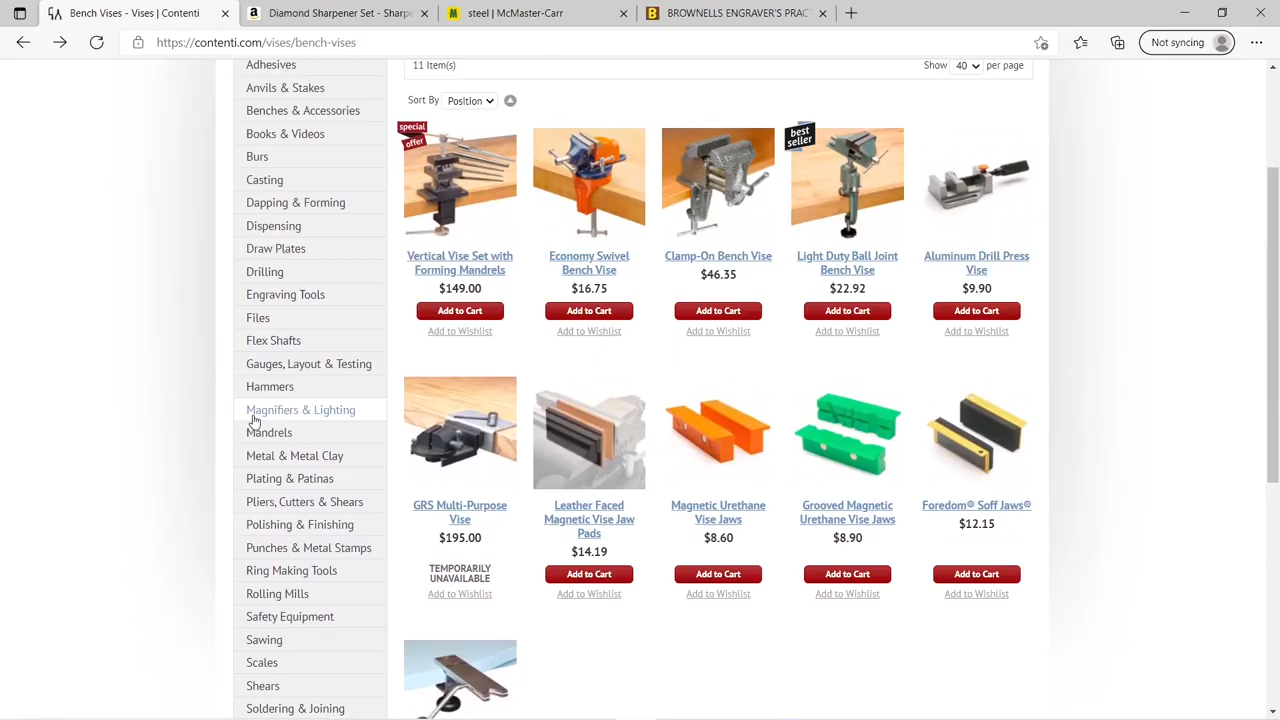 Bench Vises - Vises | Contenti
Diamond Sharpener Set - Sharpe
steel | McMaster-Carr
BROWNELLS ENGRAVER'S PRAC
https://contenti.com/vises/bench-vises
Not syncing
Adhesives
Anvils & Stakes
Benches & Accessories
Books & Videos
Burs
Casting
Dapping & Forming
Dispensing
Draw Plates
Drilling
Engraving Tools
Files
Flex Shafts
Gauges, Layout & Testing
Hammers
Magnifiers & Lighting
Mandrels
Metal & Metal Clay
Plating & Patinas
Pliers, Cutters & Shears
Polishing & Finishing
Punches & Metal Stamps
Ring Making Tools
Rolling Mills
Safety Equipment
Sawing
Scales
Shears
Soldering & Joining
11 Item(s)
Show 40 per page
Sort By Position
special
offer
Vertical Vise Set with
Forming Mandrels
$149.00
Add to Cart
Add to Wishlist
Economy Swivel
Bench Vise
$16.75
Add to Cart
Add to Wishlist
Clamp-On Bench Vise
$46.35
Add to Cart
Add to Wishlist
best
seller
Light Duty Ball Joint
Bench Vise
$22.92
Add to Cart
Add to Wishlist
Aluminum Drill Press
Vise
$9.90
Add to Cart
Add to Wishlist
GRS Multi-Purpose
Vise
$195.00
TEMPORARILY
UNAVAILABLE
Add to Wishlist
Leather Faced
Magnetic Vise Jaw
Pads
$14.19
Add to Cart
Add to Wishlist
Magnetic Urethane
Vise Jaws
$8.60
Add to Cart
Add to Wishlist
Grooved Magnetic
Urethane Vise Jaws
$8.90
Add to Cart
Add to Wishlist
Foredom® Soff Jaws®
$12.15
Add to Cart
Add to Wishlist